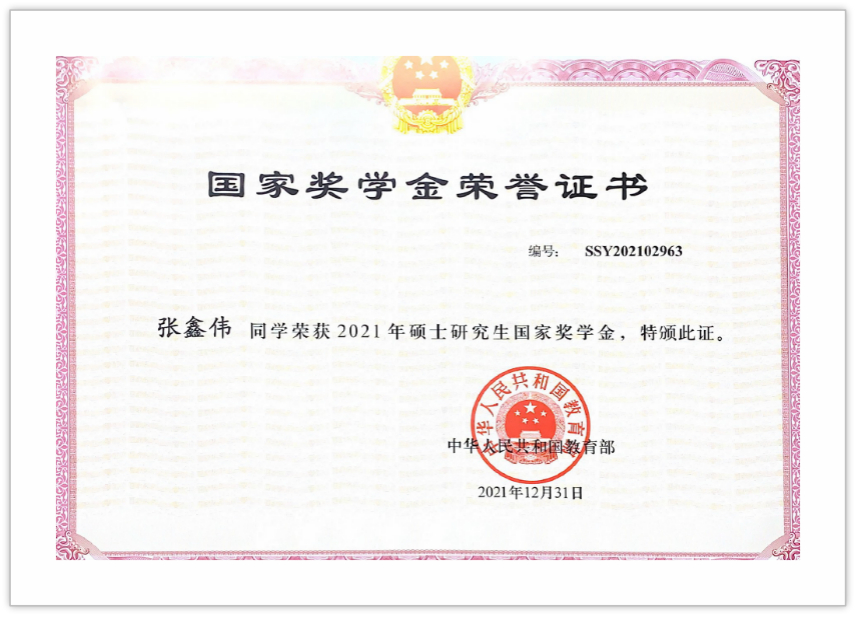 国家奖学金荣誉证书
编号： SSY202102963
张鑫伟 同学荣获 2021 年硕士研究生国家奖学金，特颁此证。
中华人民共和国教育部
中华人民共和国教育部
2021年12月31日